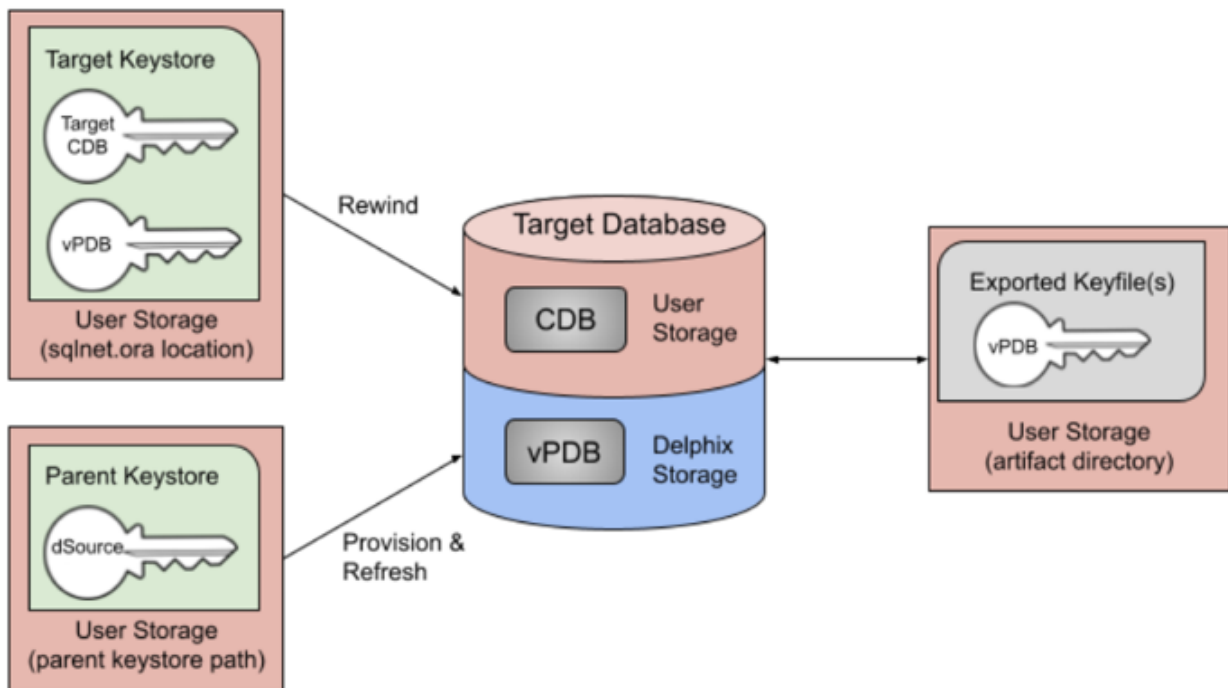 Target Keystore
Target
CDB
vPDB
User Storage
(sqlnet.ora location)
Rewind
Parent Keystore
dSource
User Storage
(parent keystore path)
Provision &
Refresh
Target Database
CDB
User
Storage
vPDB
Delphix
Storage
Exported Keyfile(s)
vPDB
User Storage
(artifact directory)